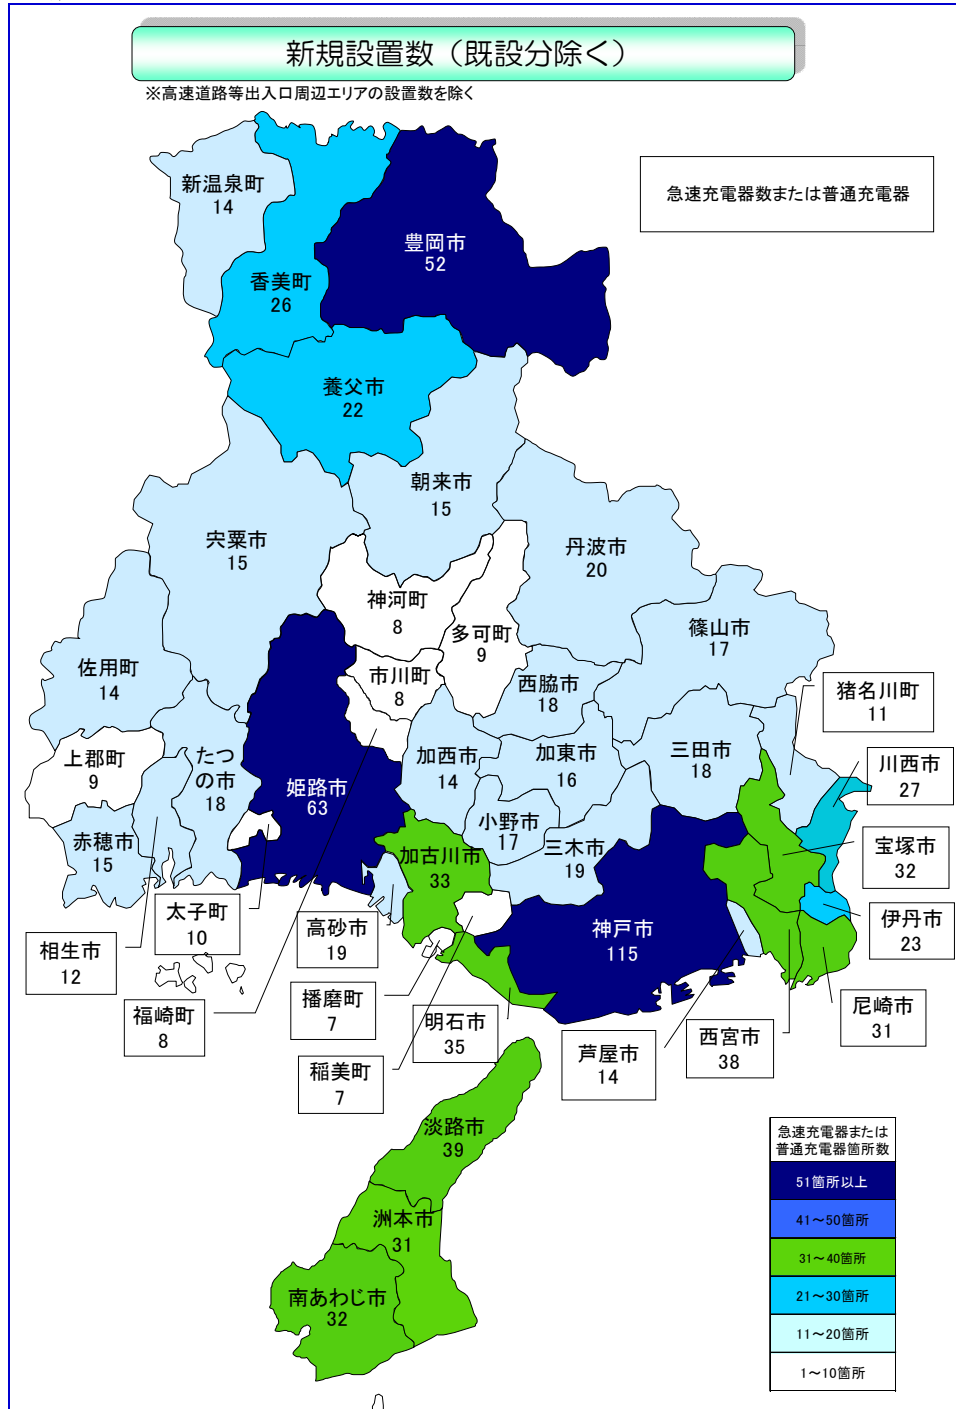 新規設置数（既設分除く）
※高速道路等出入口周辺エリアの設置数を除く
急速充電器数または普通充電器
新温泉町
14
香美町
26
豊岡市
52
養父市
22
朝来市
15
宍粟市
15
丹波市
20
神河町
8
多可町
9
篠山市
17
佐用町
14
市川町
8
西脇市
18
猪名川町
11
上郡町
9
たつ
の市
18
姫路市
63
加西市
14
加東市
16
三田市
18
川西市
27
赤穂市
15
小野市
17
三木市
19
加古川市
33
宝塚市
32
神戸市
115
太子町
10
高砂市
19
伊丹市
23
相生市
12
播磨町
7
福崎町
8
明石市
35
尼崎市
31
西宮市
38
芦屋市
14
稲美町
7
淡路市
39
洲本市
31
南あわじ市
32
急速充電器または
普通充電器箇所数
51箇所以上
41～50箇所
31～40箇所
21～30箇所
11～20箇所
1～10箇所